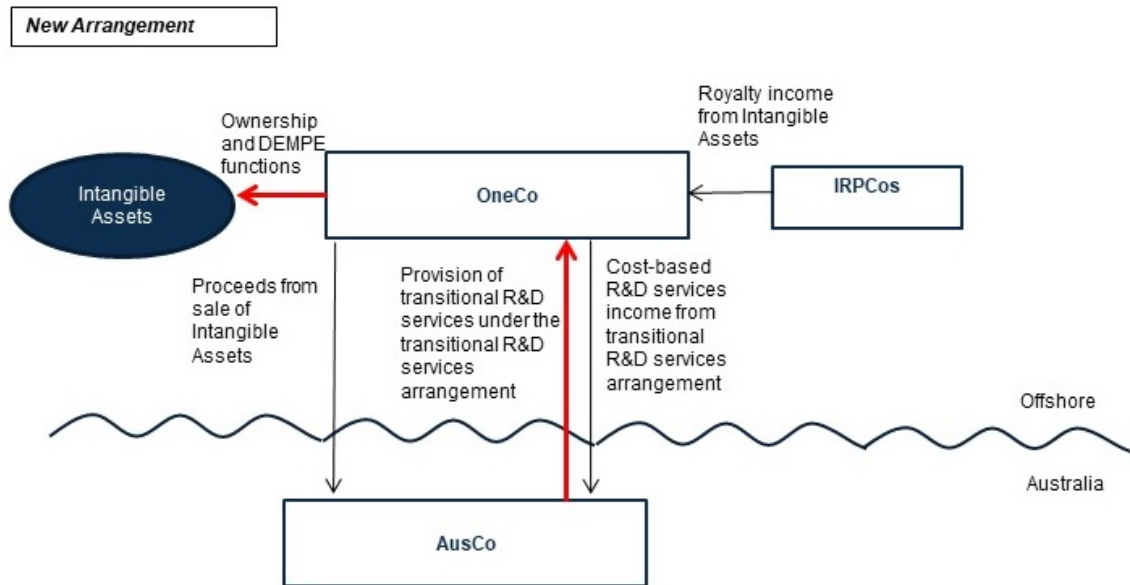 New Arrangement
Ownership
and DEMPE
functions
Royalty income
from Intangible
Assets
Intangible
Assets
OneCo
IRPCos
Proceeds from
sale of
Intangible
Assets
Provision of
transitional R&D
services under the
transitional R&D
services
arrangement
Cost-based
R&D services
income from
transitional
R&D services
arrangement
Offshore
Australia
AusCo